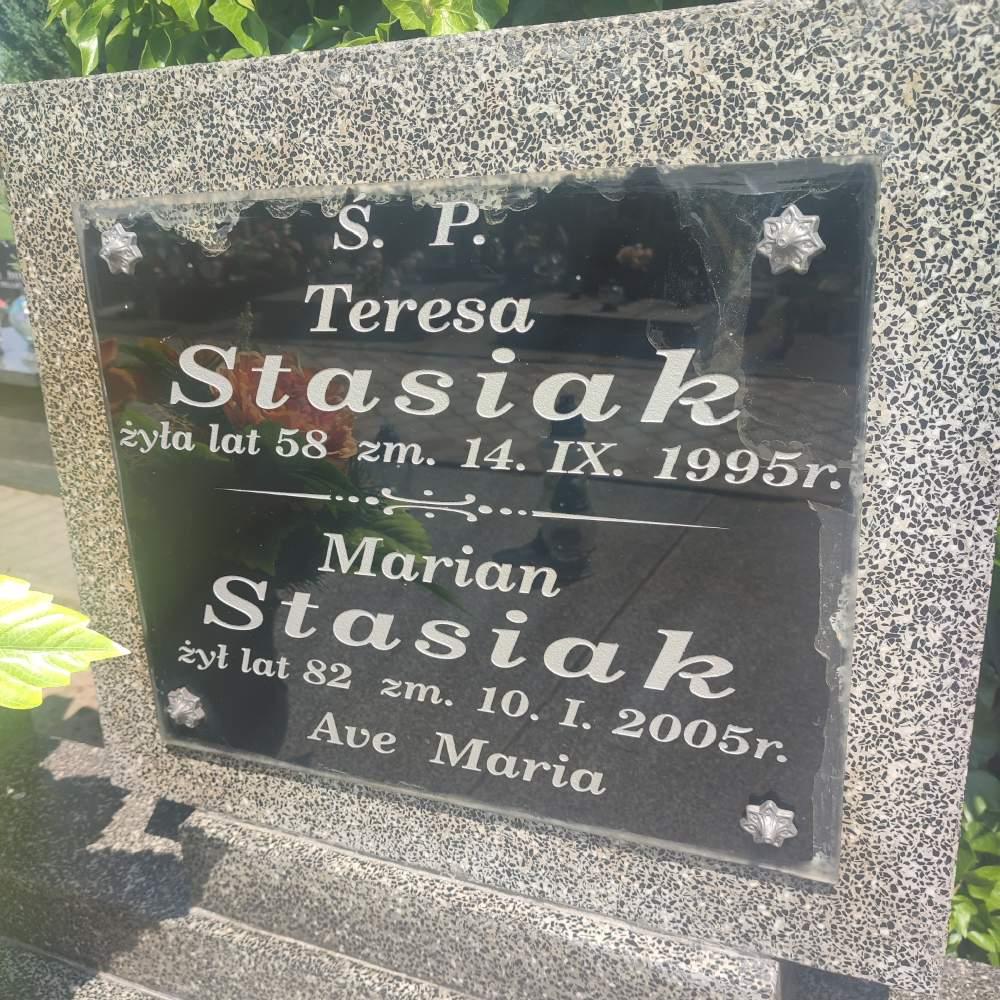 Ś. P.
Teresa
Stasiak
żyła lat 58 zm. 14. IX. 1995r.
Marian
Stasiak
żył lat 82 zm. 10. I. 2005r.
Ave Maria